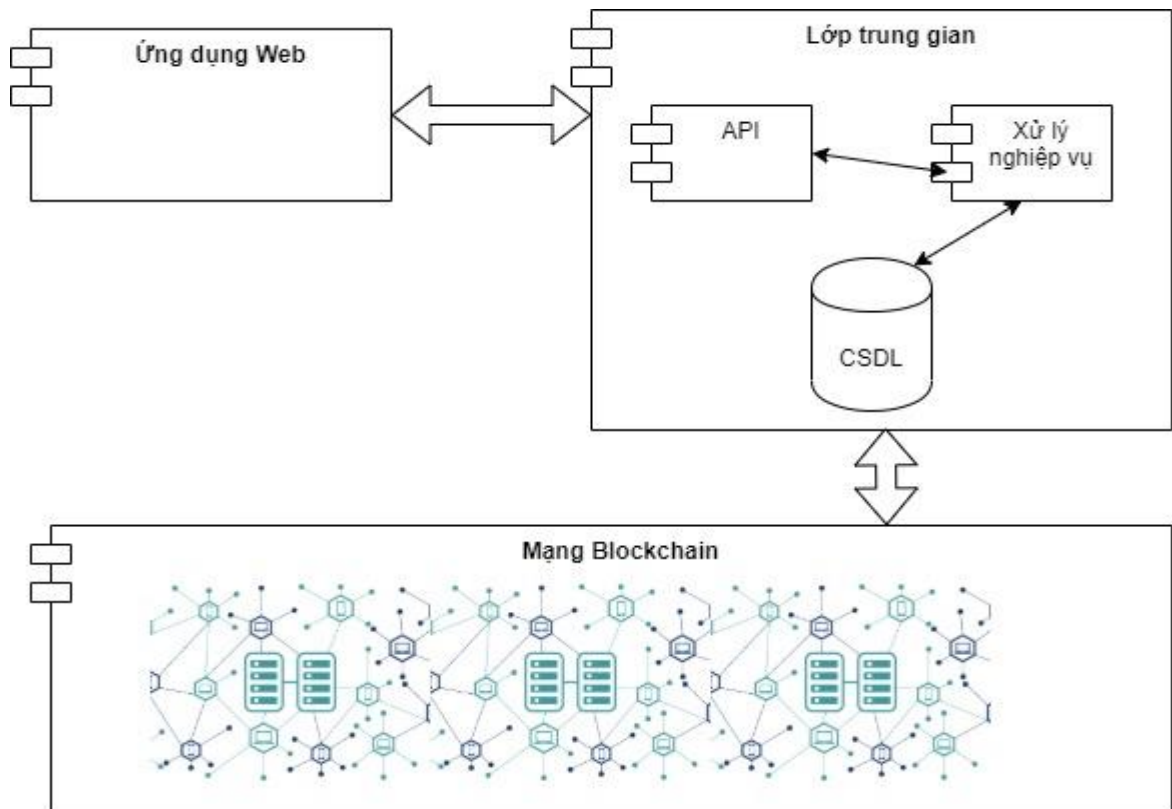 Ứng dụng Web
Lớp trung gian
API
Xử lý
nghiệp vụ
CSDL
Mạng Blockchain